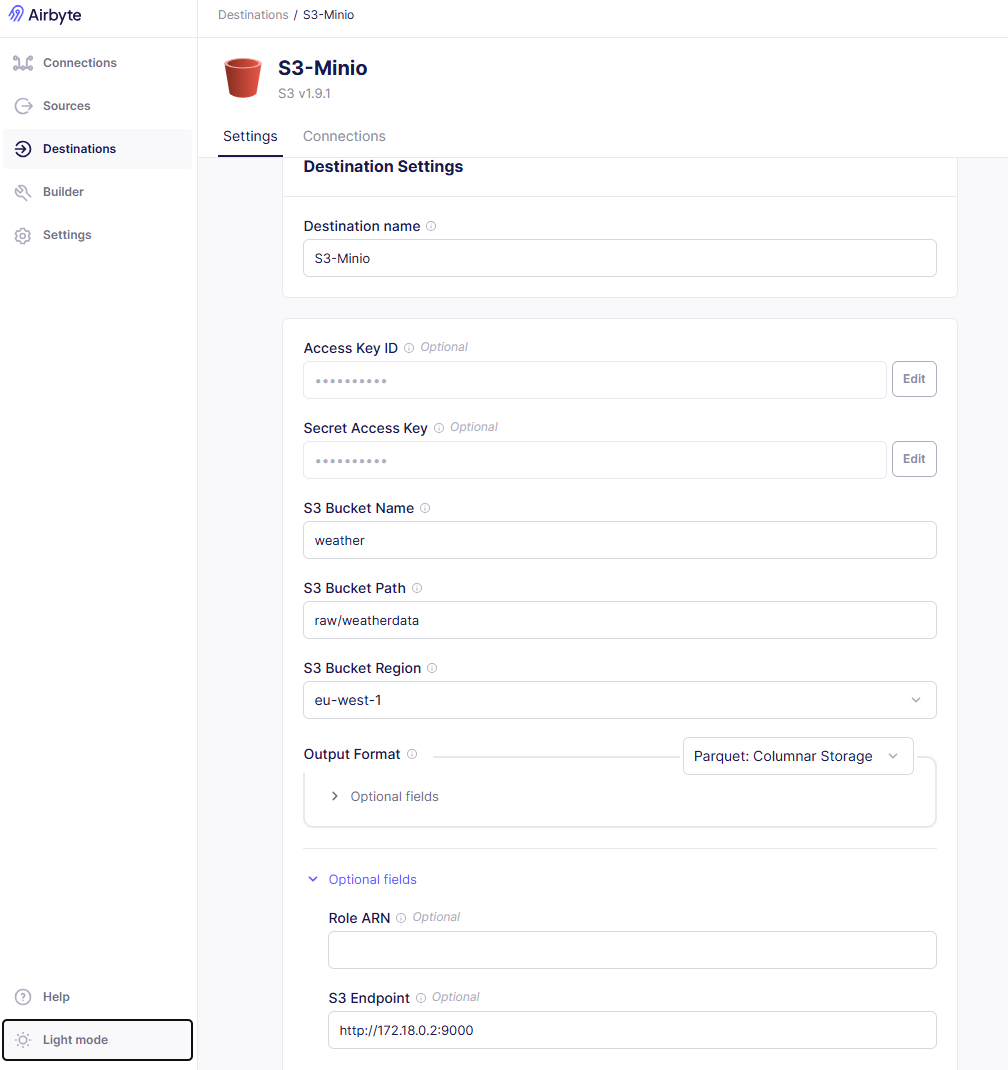 Airbyte
Connections
Sources
Destinations
Builder
Settings
Help
Light mode
Destinations / S3-Minio
S3-Minio
S3 v1.9.1
Settings Connections
Destination Settings
Destination name
S3-Minio
Access Key ID Optional
•••••••••• Edit
Secret Access Key Optional
•••••••••• Edit
S3 Bucket Name
weather
S3 Bucket Path
raw/weatherdata
S3 Bucket Region
eu-west-1
Output Format Parquet: Columnar Storage
Optional fields
Optional fields
Role ARN Optional
S3 Endpoint Optional
http://172.18.0.2:9000